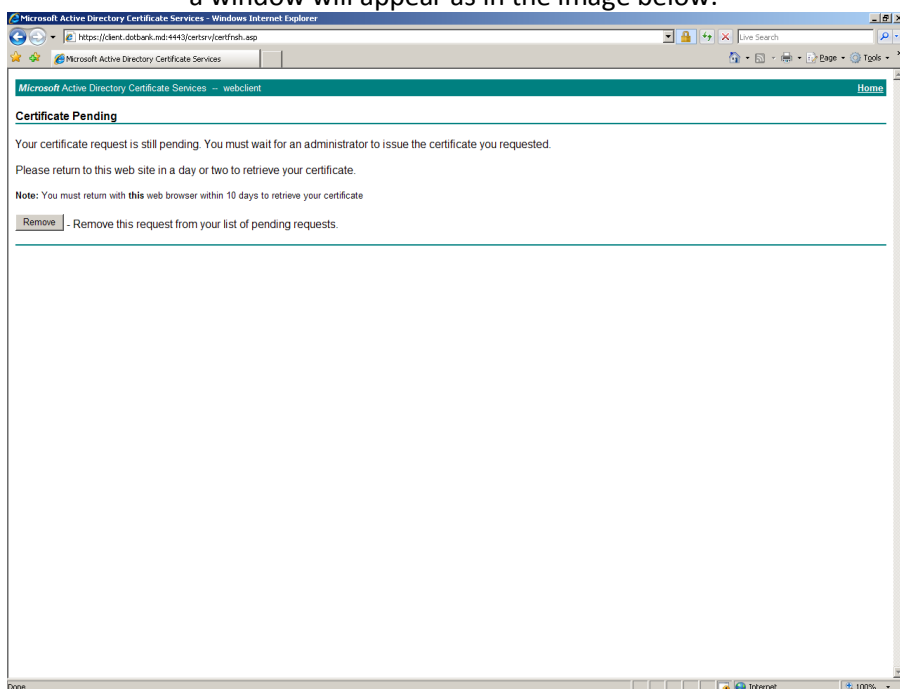 a window will appear as in the image below:
Microsoft Active Directory Certificate Services - Windows Internet Explorer
https://client.dotbank.md:4443/certsrv/certfnsh.asp
Live Search
Microsoft Active Directory Certificate Services
Page
Tools
Microsoft Active Directory Certificate Services -- webclient
Home
Certificate Pending
Your certificate request is still pending. You must wait for an administrator to issue the certificate you requested.
Please return to this web site in a day or two to retrieve your certificate.
Note: You must return with this web browser within 10 days to retrieve your certificate
Remove - Remove this request from your list of pending requests.
Done
Internet
100%